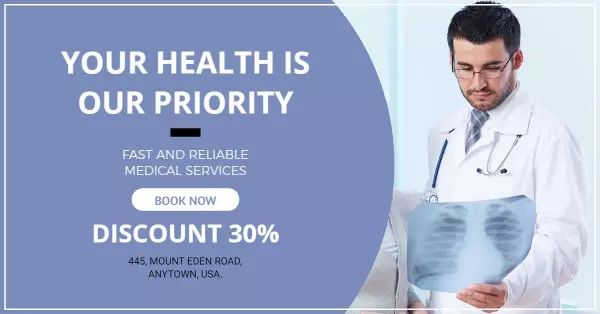 YOUR HEALTH IS
OUR PRIORITY
FAST AND RELIABLE
MEDICAL SERVICES
BOOK NOW
DISCOUNT 30%
445, MOUNT EDEN ROAD,
ANYTOWN, USA.